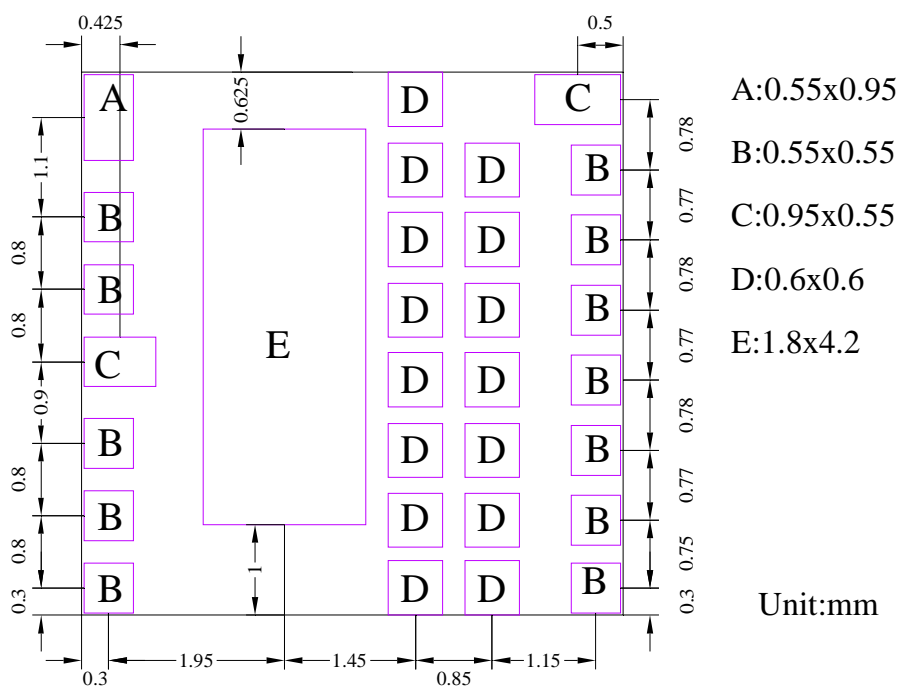 0.425
0.5
A
D
C
A:0.55x0.95
0.625
0.78
1.1
D
D
B
B:0.55x0.55
0.77
B
D
D
B
C:0.95x0.55
0.8
0.78
B
D
D
B
D:0.6x0.6
0.8
E
E:1.8x4.2
C
D
D
B
0.77
0.9
0.78
B
D
D
B
0.8
0.77
B
D
D
B
0.8
1
0.75
B
D
D
B
0.3
0.3
Unit:mm
1.95
1.45
1.15
0.3
0.85